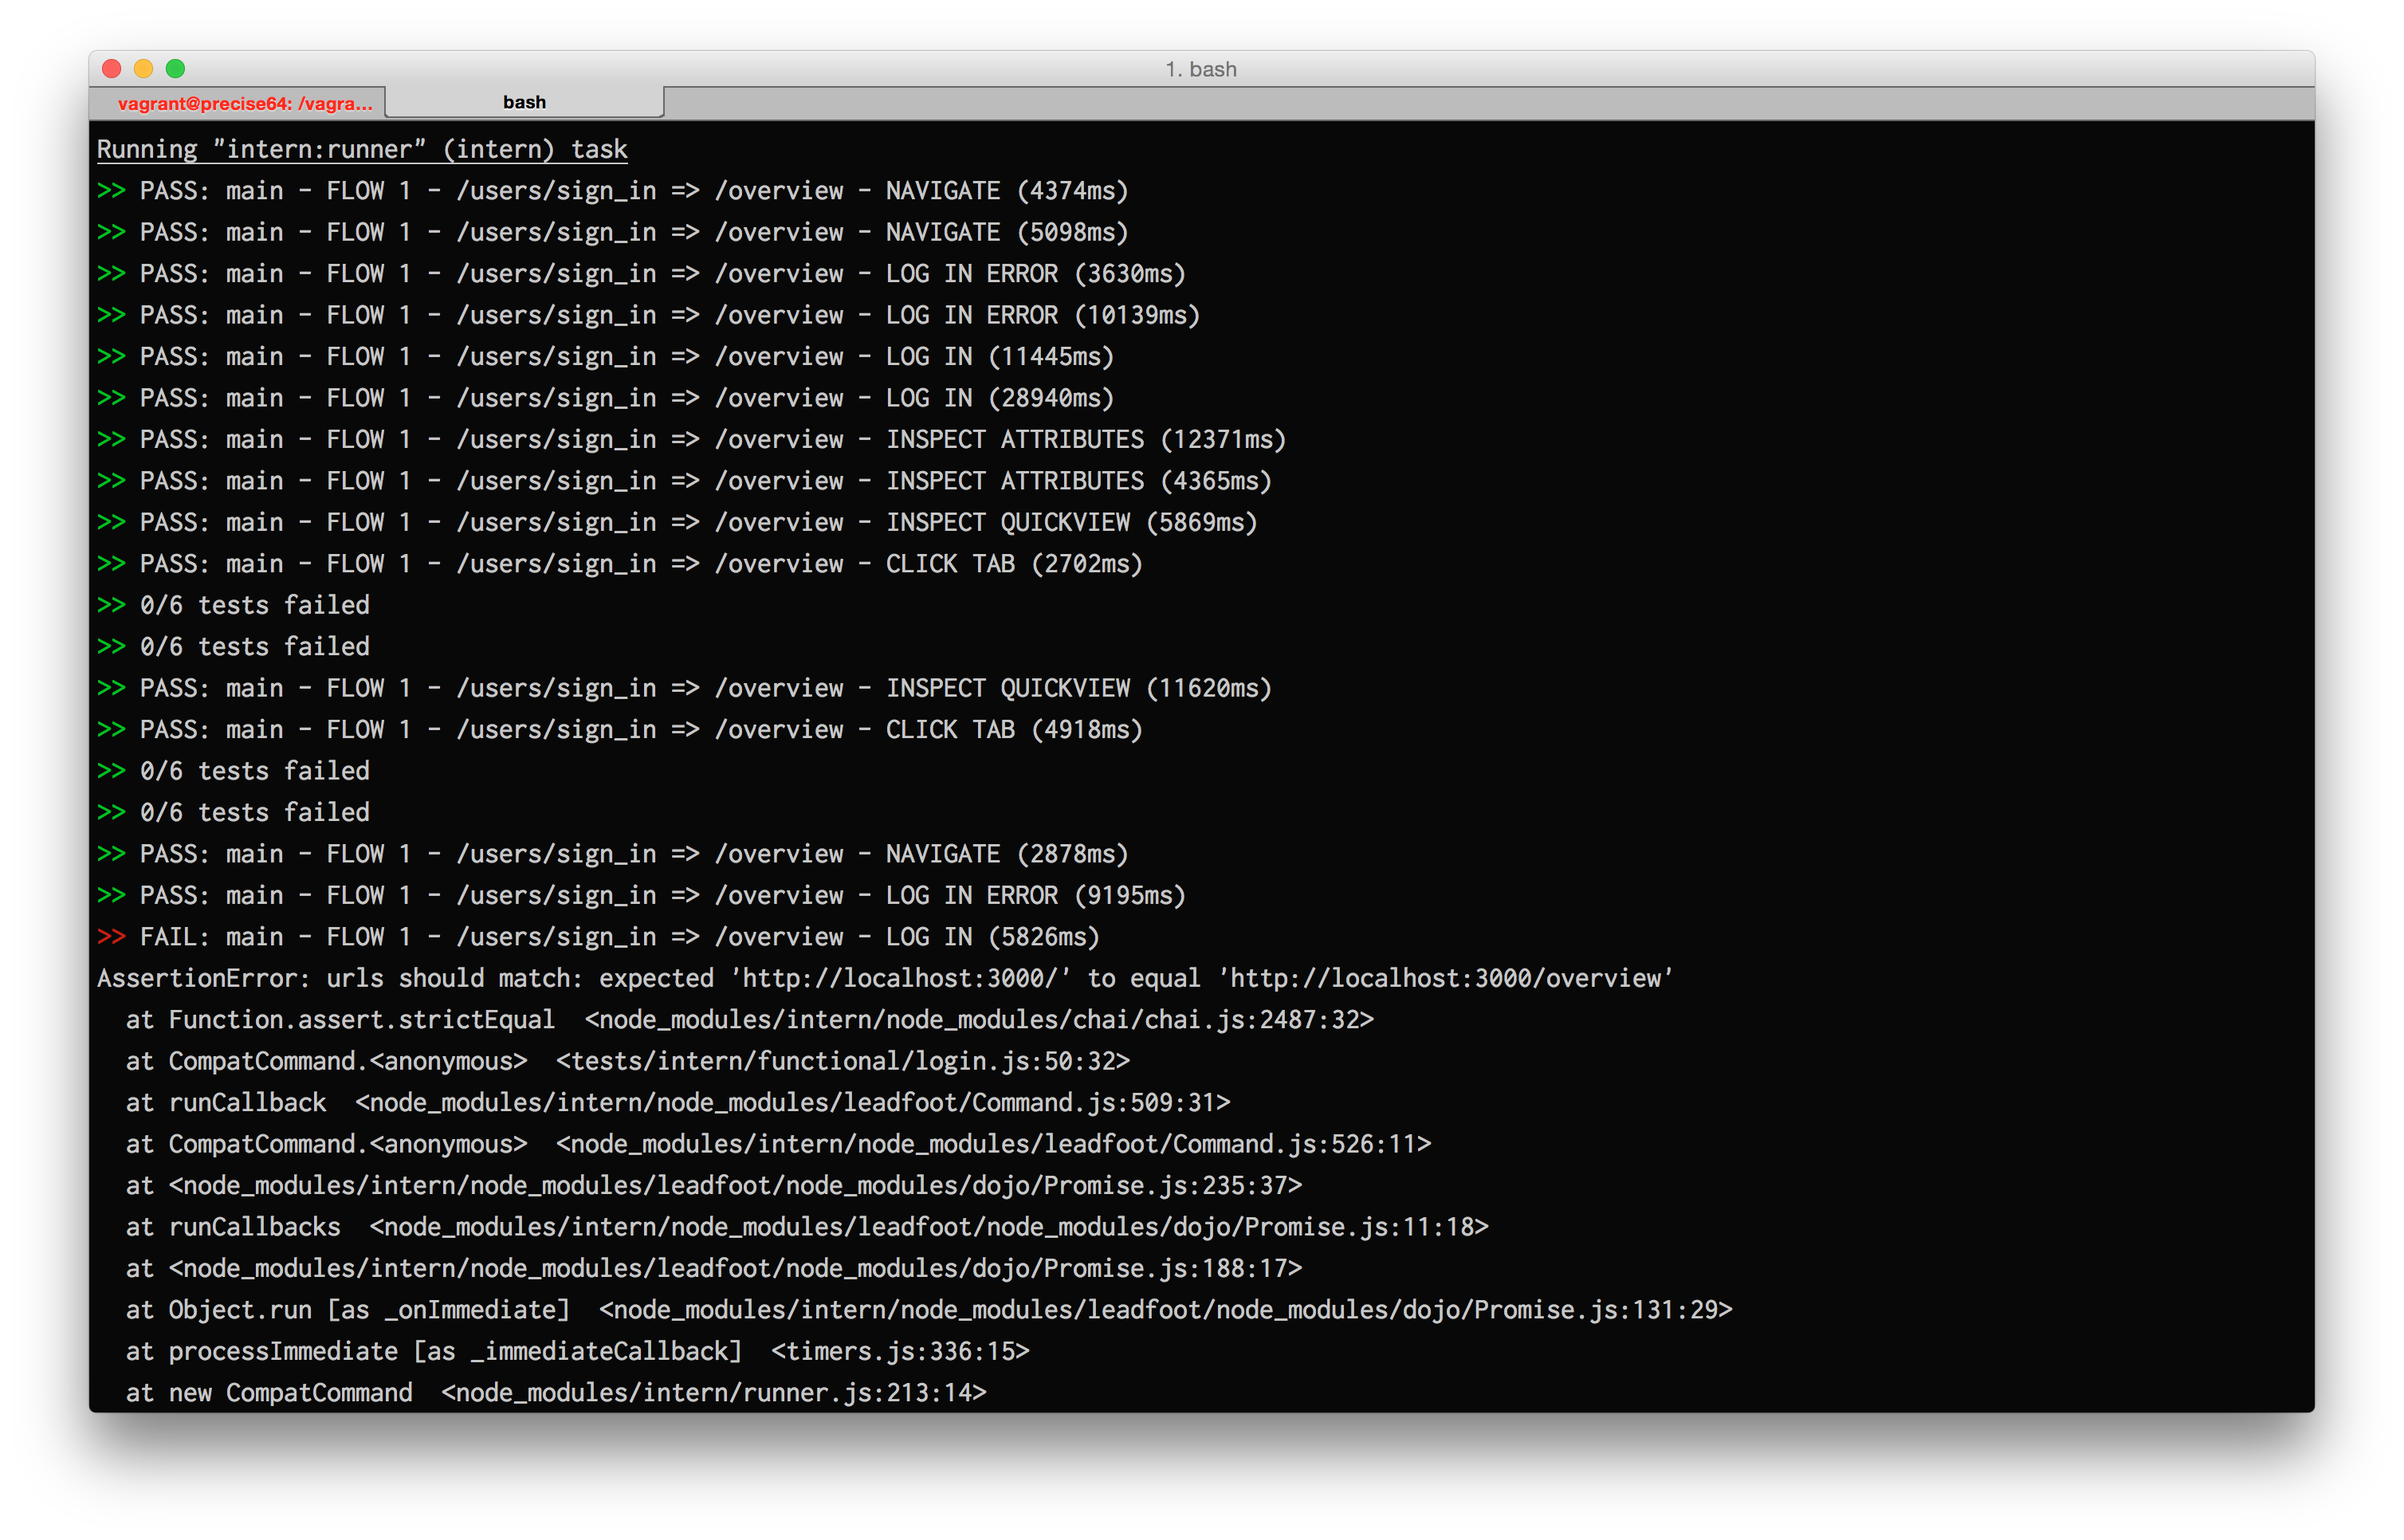 1. bash
vagrant@precise64: /vagra...
bash
Running "intern:runner" (intern) task
>> PASS: main - FLOW 1 - /users/sign_in => /overview - NAVIGATE (4374ms)
>> PASS: main - FLOW 1 - /users/sign_in => /overview - NAVIGATE (5098ms)
>> PASS: main - FLOW 1 - /users/sign_in => /overview - LOG IN ERROR (3630ms)
>> PASS: main - FLOW 1 - /users/sign_in => /overview - LOG IN ERROR (10139ms)
>> PASS: main - FLOW 1 - /users/sign_in => /overview - LOG IN (11445ms)
>> PASS: main - FLOW 1 - /users/sign_in => /overview - LOG IN (28940ms)
>> PASS: main - FLOW 1 - /users/sign_in => /overview - INSPECT ATTRIBUTES (12371ms)
>> PASS: main - FLOW 1 - /users/sign_in => /overview - INSPECT ATTRIBUTES (4365ms)
>> PASS: main - FLOW 1 - /users/sign_in => /overview - INSPECT QUICKVIEW (5869ms)
>> PASS: main - FLOW 1 - /users/sign_in => /overview - CLICK TAB (2702ms)
>> 0/6 tests failed
>> 0/6 tests failed
>> PASS: main - FLOW 1 - /users/sign_in => /overview - INSPECT QUICKVIEW (11620ms)
>> PASS: main - FLOW 1 - /users/sign_in => /overview - CLICK TAB (4918ms)
>> 0/6 tests failed
>> 0/6 tests failed
>> PASS: main - FLOW 1 - /users/sign_in => /overview - NAVIGATE (2878ms)
>> PASS: main - FLOW 1 - /users/sign_in => /overview - LOG IN ERROR (9195ms)
>> FAIL: main - FLOW 1 - /users/sign_in => /overview - LOG IN (5826ms)
AssertionError: urls should match: expected 'http://localhost:3000/' to equal 'http://localhost:3000/overview'
  at Function.assert.strictEqual  <node_modules/intern/node_modules/chai/chai.js:2487:32>
  at CompatCommand.<anonymous>  <tests/intern/functional/login.js:50:32>
  at runCallback  <node_modules/intern/node_modules/leadfoot/Command.js:509:31>
  at CompatCommand.<anonymous>  <node_modules/intern/node_modules/leadfoot/Command.js:526:11>
  at <node_modules/intern/node_modules/leadfoot/node_modules/dojo/Promise.js:235:37>
  at runCallbacks  <node_modules/intern/node_modules/leadfoot/node_modules/dojo/Promise.js:11:18>
  at <node_modules/intern/node_modules/leadfoot/node_modules/dojo/Promise.js:188:17>
  at Object.run [as _onImmediate]  <node_modules/intern/node_modules/leadfoot/node_modules/dojo/Promise.js:131:29>
  at processImmediate [as _immediateCallback]  <timers.js:336:15>
  at new CompatCommand  <node_modules/intern/runner.js:213:14>